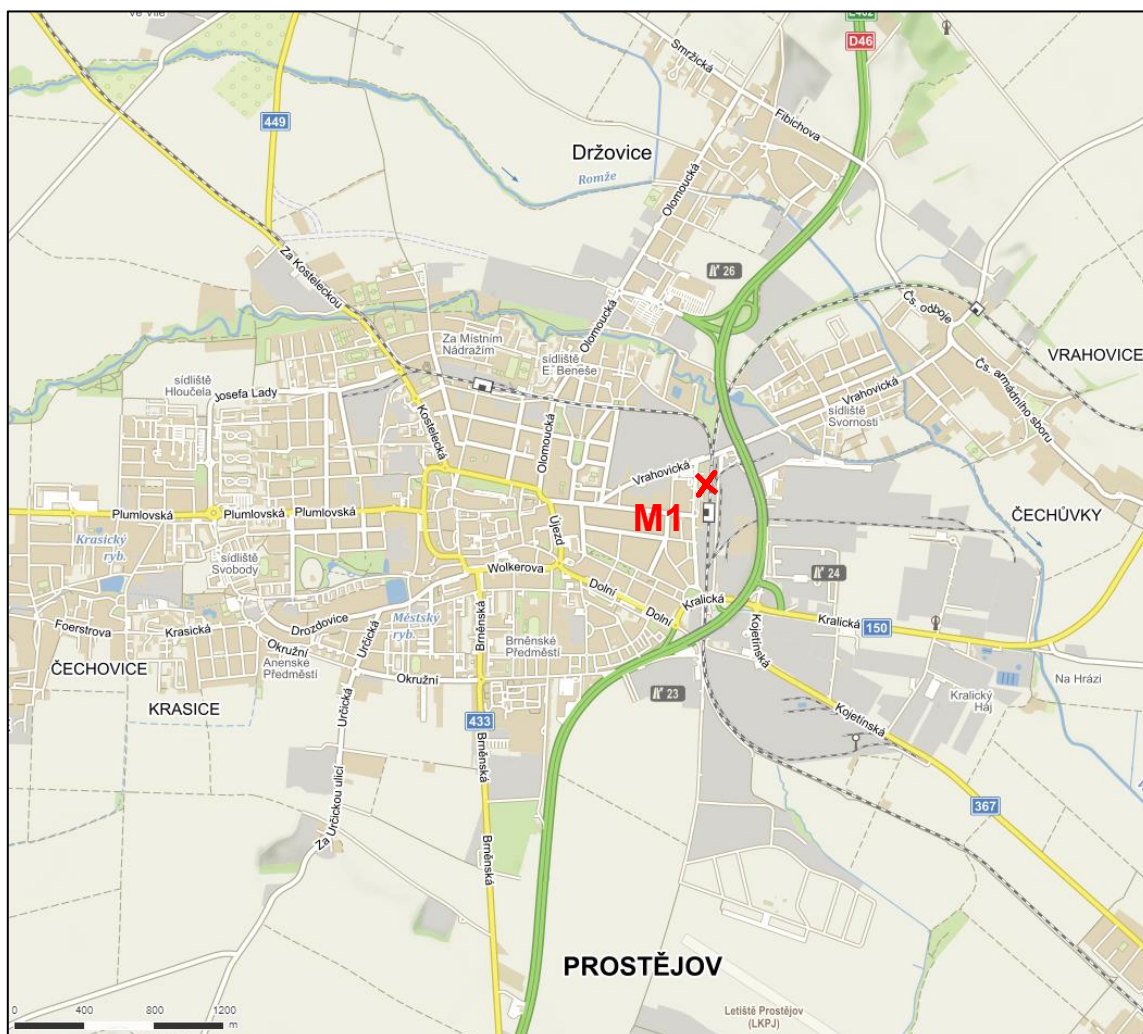 ve Vile
E462
D46
Smržická
449
Fibichova
Držovice
Romže
Olomoucká
Za Kosteleckou
26
Čs. odboje
Olomoucká
Za Místním
Nádražím
sídliště
E. Beneše
VRAHOVICE
sídliště
Hloučela
Josefa Lady
Vrahovická
Čs. armádního sboru
sídliště
Svornosti
Kostelecká
Olomoucká
Vrahovická
M1
Plumlovská
Plumlovská
Plumlovská
Újezd
ČECHŮVKY
Krasický
ryb.
sídliště
Svobody
Wolkerova
24
Dolní
Dolní
Kralická
Kralická
150
Foerstrova
Krasická
Drozdovice
Městský
ryb.
Určická
Brněnská
Brněnské
Předměstí
Kojetínská
Okružní
Anenské
Předměstí
ČECHOVICE
Okružní
Na Hrázi
KRASICE
Určická
23
Kralický
Háj
433
Kojetínská
Brněnská
367
Za Určickou ulicí
Brněnská
PROSTĚJOV
0 400 800 1200
m
Letiště Prostějov
(LKPJ)